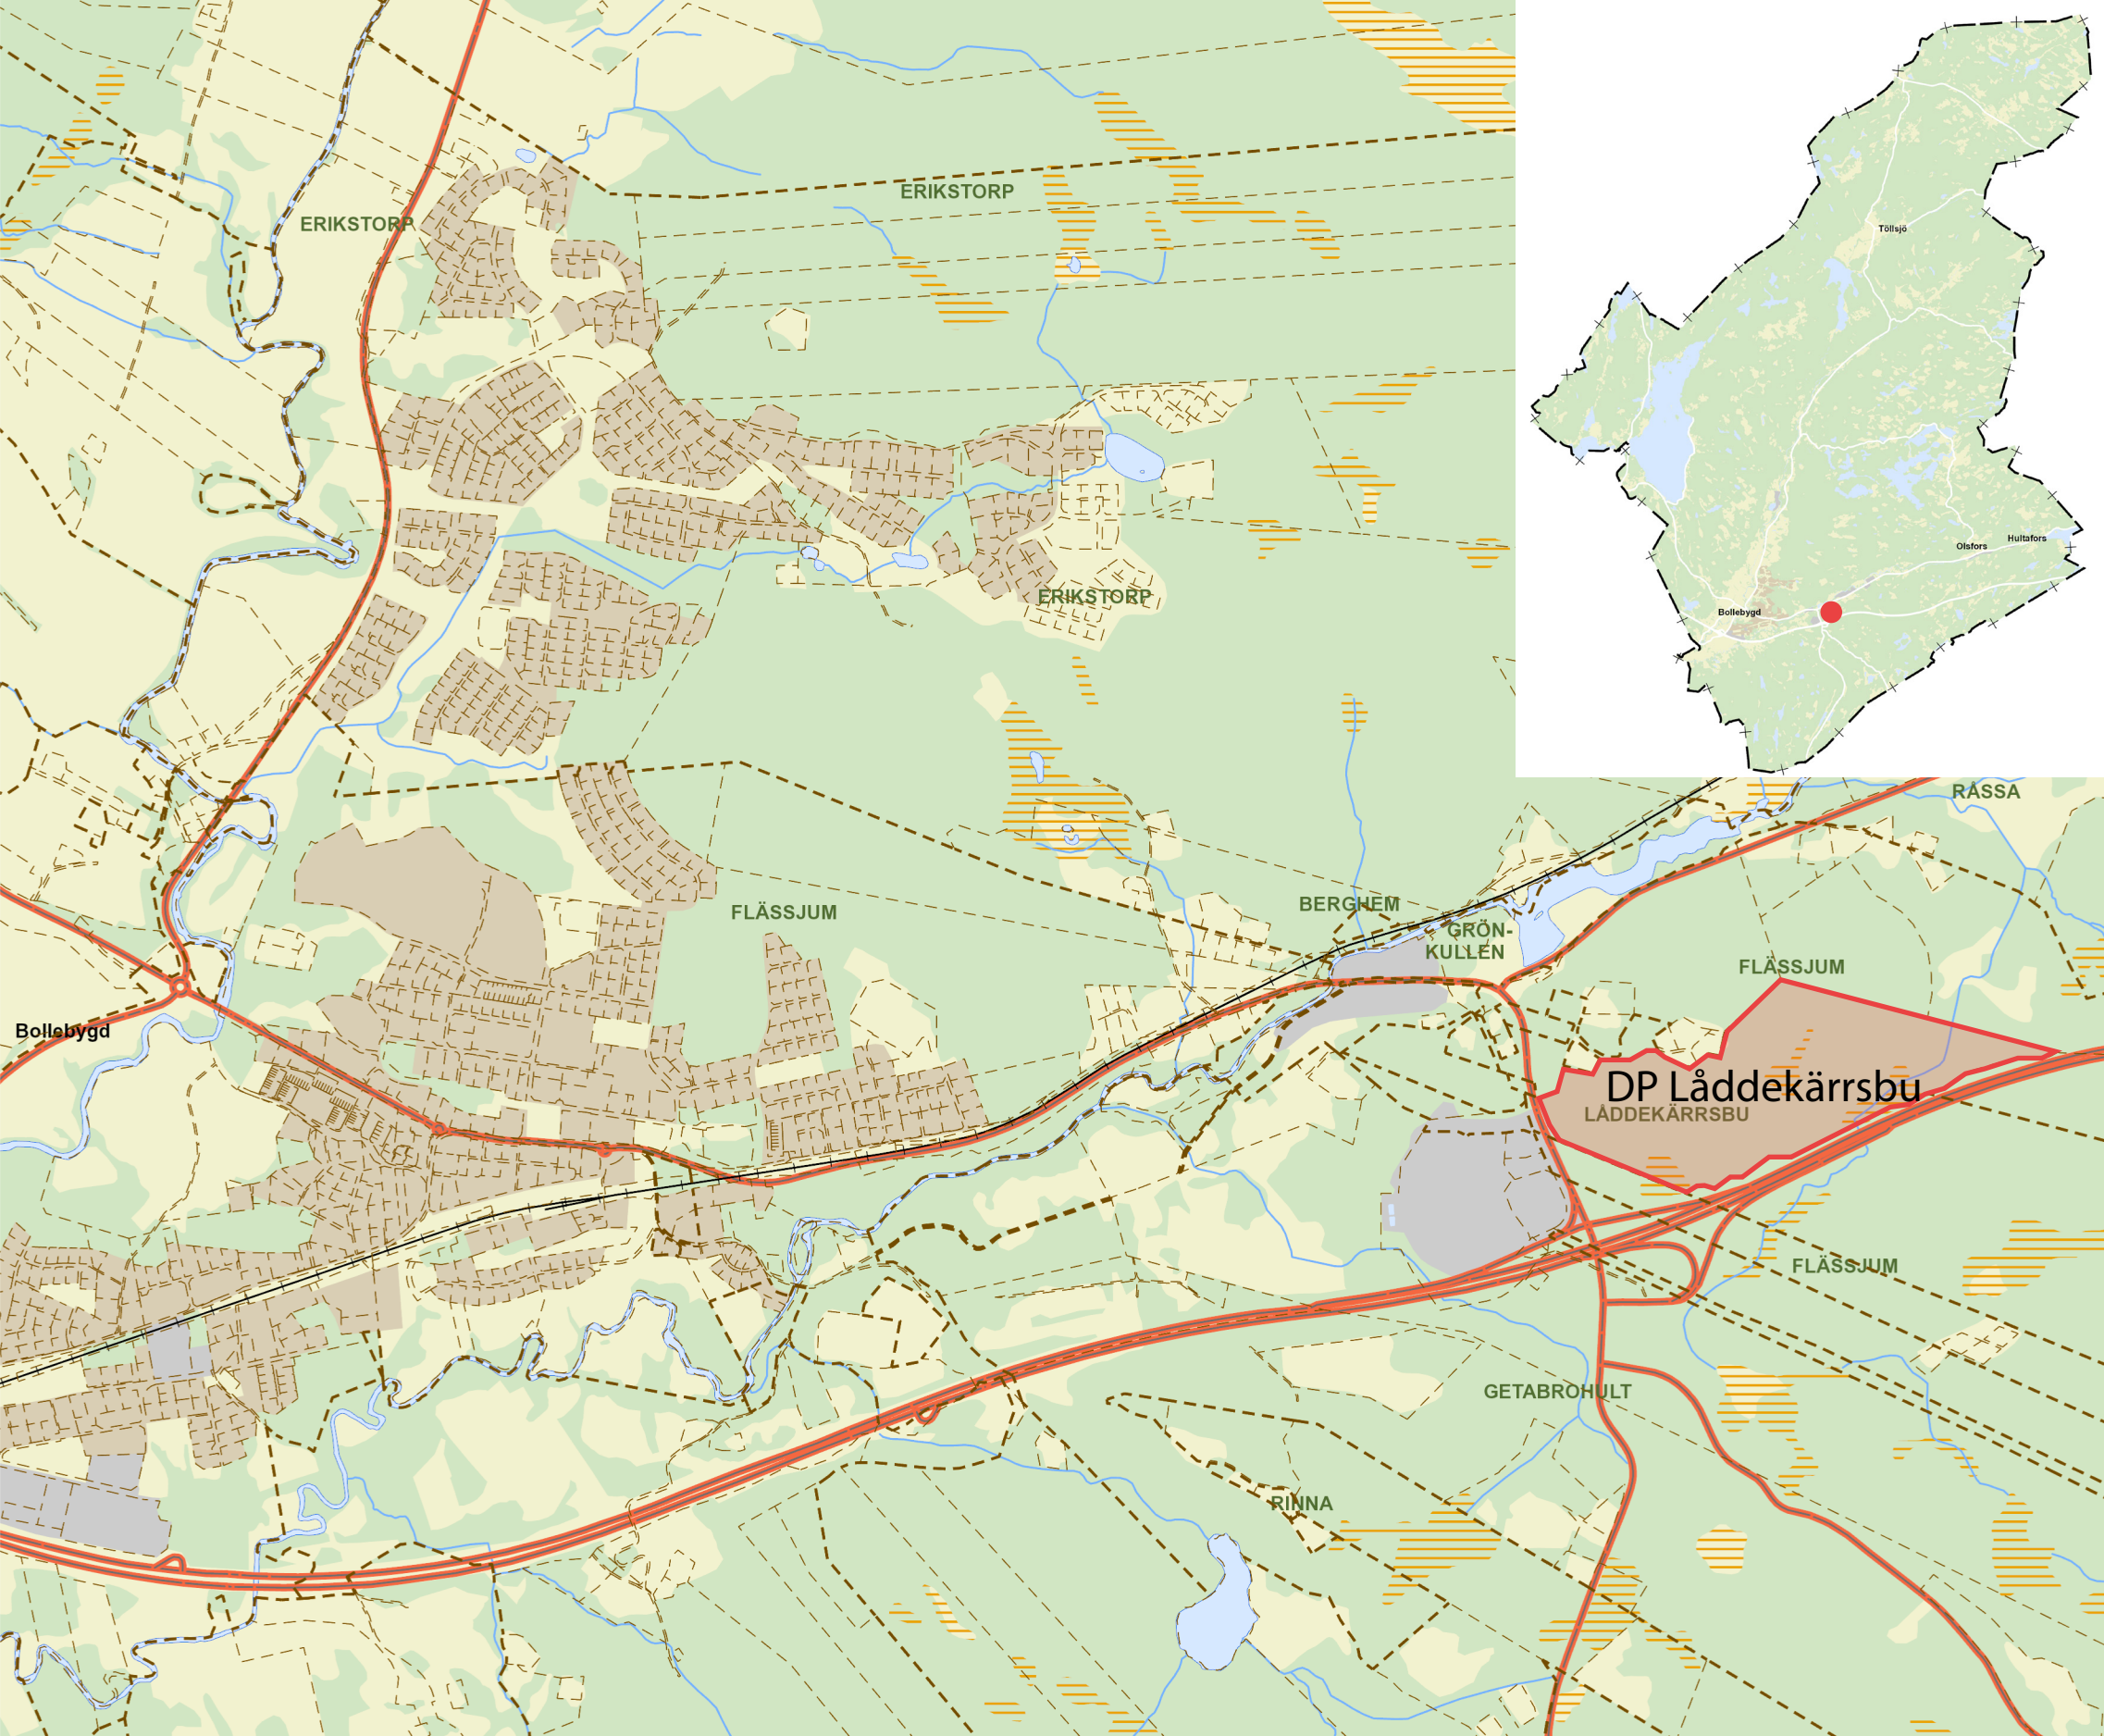 ERIKSTORP
ERIKSTORP
Töllsjö
Hultafors
Olsfors
Bollebygd
ERIKSTORP
RÅSSA
BERGHEM
FLÄSSJUM
GRÖN-
KULLEN
FLÄSSJUM
Bollebygd
DP Låddekärrsbu
LÅDDEKÄRRSBU
FLÄSSJUM
GETABROHULT
RINNA